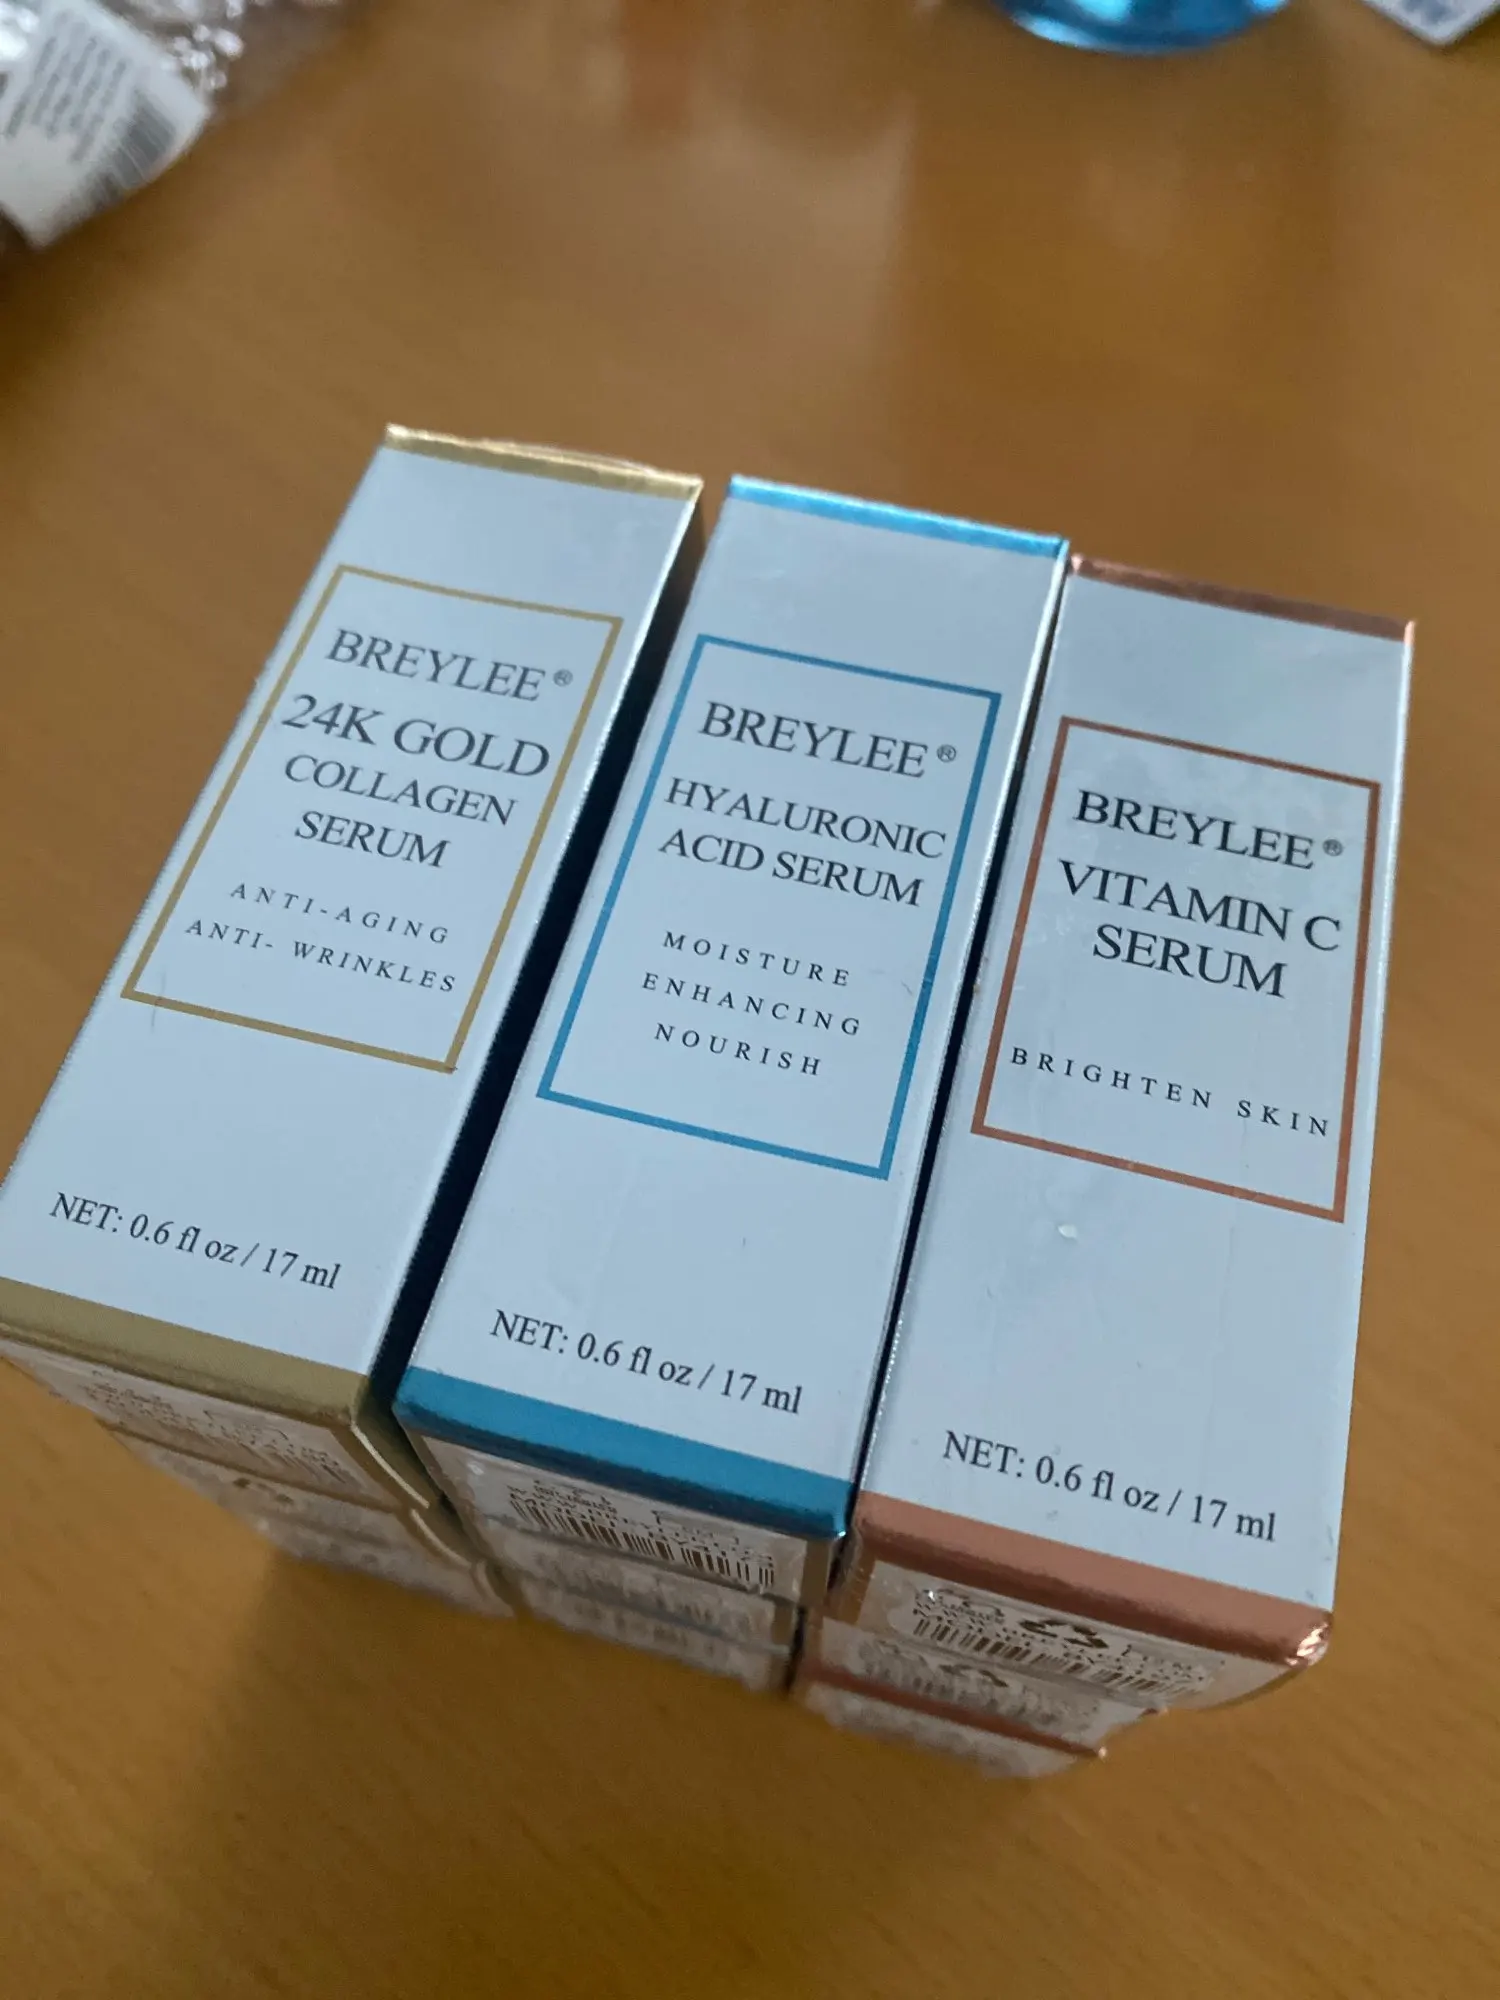 BREYLEE®
24K GOLD
COLLAGEN
SERUM
ANTI-AGING
ANTI- WRINKLES
NET: 0.6 fl oz / 17 ml
BREYLEE®
HYALURONIC
ACID SERUM
MOISTURE
ENHANCING
NOURISH
NET: 0.6 fl oz / 17 ml
BREYLEE®
VITAMIN C
SERUM
BRIGHTEN SKIN
NET: 0.6 fl oz / 17 ml